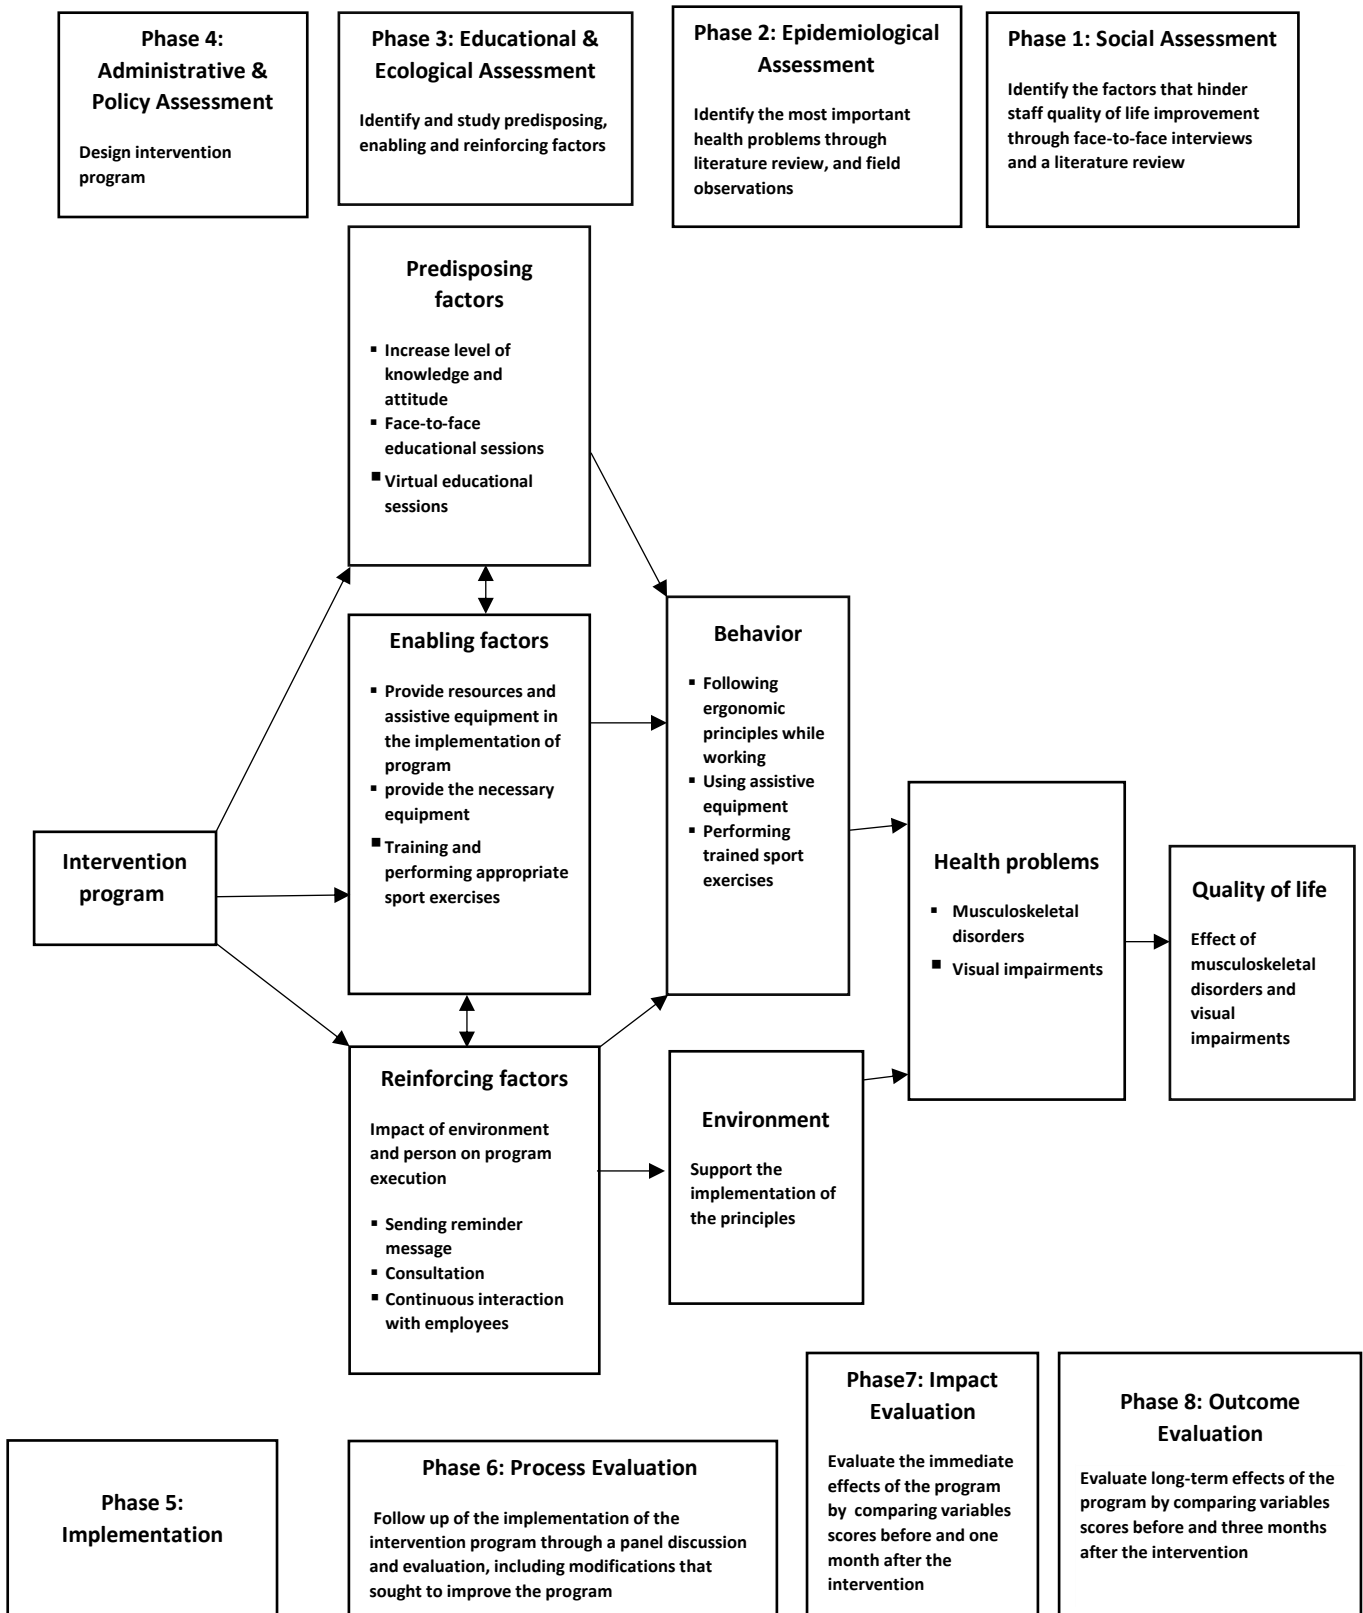 Phase 4:
Administrative &
Policy Assessment
Design intervention
program
Phase 3: Educational &
Ecological Assessment
Identify and study predisposing,
enabling and reinforcing factors
Phase 2: Epidemiological
Assessment
Identify the most important
health problems through
literature review, and field
observations
Phase 1: Social Assessment
Identify the factors that hinder
staff quality of life improvement
through face-to-face interviews
and a literature review
Predisposing
factors
▪ Increase level of
knowledge and
attitude
▪ Face-to-face
educational sessions
▪ Virtual educational
sessions
Enabling factors
▪ Provide resources and
assistive equipment in
the implementation of
program
▪ provide the necessary
equipment
▪ Training and
performing appropriate
sport exercises
Behavior
▪ Following
ergonomic
principles while
working
▪ Using assistive
equipment
▪ Performing
trained sport
exercises
Intervention
program
Health problems
▪ Musculoskeletal
disorders
▪ Visual impairments
Quality of life
Effect of
musculoskeletal
disorders and
visual
impairments
Reinforcing factors
Impact of environment
and person on program
execution
▪ Sending reminder
message
▪ Consultation
▪ Continuous interaction
with employees
Environment
Support the
implementation of
the principles
Phase 5:
Implementation
Phase 6: Process Evaluation
Follow up of the implementation of the
intervention program through a panel discussion
and evaluation, including modifications that
sought to improve the program
Phase7: Impact
Evaluation
Evaluate the immediate
effects of the program
by comparing variables
scores before and one
month after the
intervention
Phase 8: Outcome
Evaluation
Evaluate long-term effects of the
program by comparing variables
scores before and three months
after the intervention